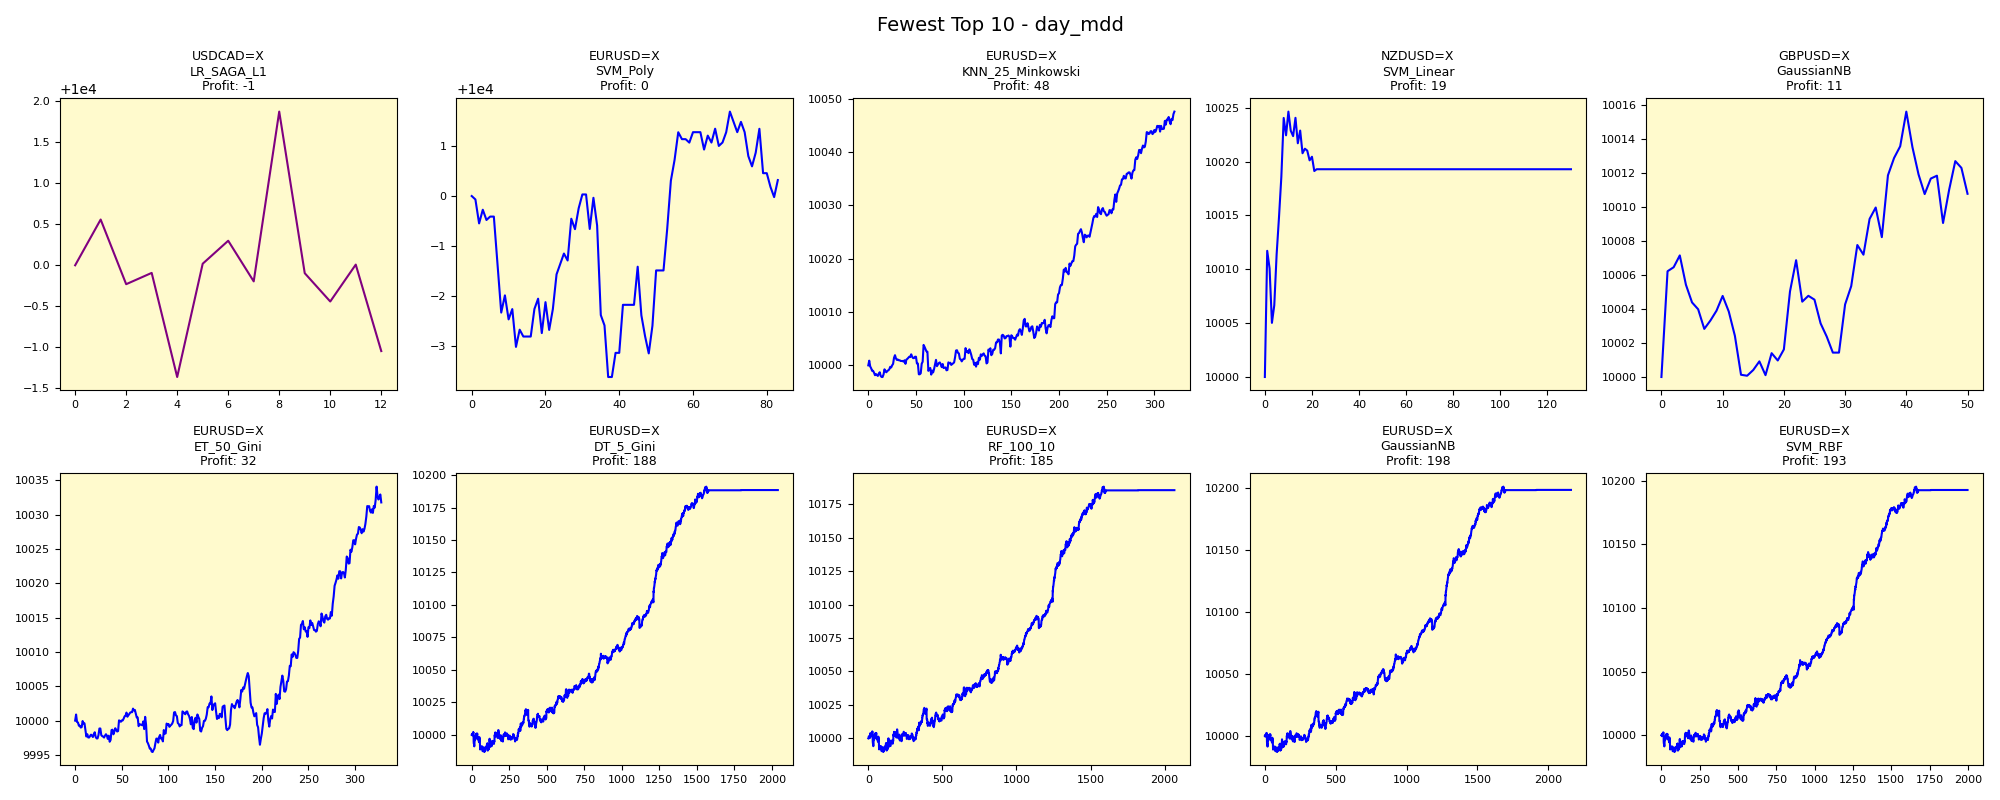 Fewest Top 10 - day_mdd
USDCAD=X
LR_SAGA_L1
Profit: -1
+1e4
2.0
1.5
1.0
0.5
0.0
−0.5
−1.0
−1.5
0 2 4 6 8 10 12
EURUSD=X
SVM_Poly
Profit: 0
+1e4
1
0
−1
−2
−3
0 20 40 60 80
EURUSD=X
KNN_25_Minkowski
Profit: 48
10050
10040
10030
10020
10010
10000
0 50 100 150 200 250 300
NZDUSD=X
SVM_Linear
Profit: 19
10025
10020
10015
10010
10005
10000
0 20 40 60 80 100 120
GBPUSD=X
GaussianNB
Profit: 11
10016
10014
10012
10010
10008
10006
10004
10002
10000
0 10 20 30 40 50
EURUSD=X
ET_50_Gini
Profit: 32
10035
10030
10025
10020
10015
10010
10005
10000
9995
0 50 100 150 200 250 300
EURUSD=X
DT_5_Gini
Profit: 188
10200
10175
10150
10125
10100
10075
10050
10025
10000
0 250 500 750 1000 1250 1500 1750 2000
EURUSD=X
RF_100_10
Profit: 185
10175
10150
10125
10100
10075
10050
10025
10000
0 500 1000 1500 2000
EURUSD=X
GaussianNB
Profit: 198
10200
10150
10100
10050
10000
0 500 1000 1500 2000
EURUSD=X
SVM_RBF
Profit: 193
10200
10150
10100
10050
10000
0 250 500 750 1000 1250 1500 1750 2000